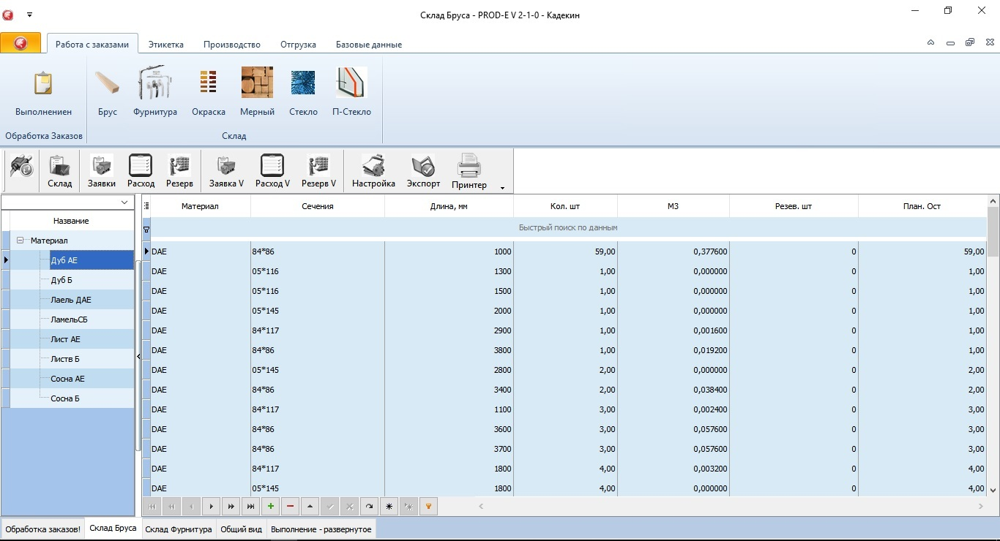 Склад Бруса - PROD-E V 2-1-0 - Кадекин
Работа с заказами Этикетка Производство Отгрузка Базовые данные
Выполнениен Брус Фурнитура Окраска Мерный Стекло П-Стекло
Обработка Заказов Склад
Склад Заявки Расход Резерв Заявка V Расход V Резерв V Настройка Экспорт Принтер
Название
Материал
Дуб АЕ
Дуб Б
Лаель ДАЕ
ЛамельСБ
Лист АЕ
Листв Б
Сосна АЕ
Сосна Б
Материал Сечения Длина, мм Кол. шт М3 Резев. шт План. Ост
Быстрый поиск по данным
DAE 84*86 1000 59,00 0,377600 0 59,00
DAE 05*116 1300 1,00 0,000000 0 1,00
DAE 05*116 1500 1,00 0,000000 0 1,00
DAE 05*145 2000 1,00 0,000000 0 1,00
DAE 84*117 2900 1,00 0,001600 0 1,00
DAE 84*86 3800 1,00 0,019200 0 1,00
DAE 05*145 2800 2,00 0,000000 0 2,00
DAE 84*86 3400 2,00 0,038400 0 2,00
DAE 84*117 1100 3,00 0,002400 0 3,00
DAE 84*86 3600 3,00 0,057600 0 3,00
DAE 84*86 3700 3,00 0,057600 0 3,00
DAE 84*117 1800 4,00 0,003200 0 4,00
DAE 05*145 1800 4,00 0,000000 0 4,00
Обработка заказов! Склад Бруса Склад Фурнитура Общий вид Выполнение - развернутое